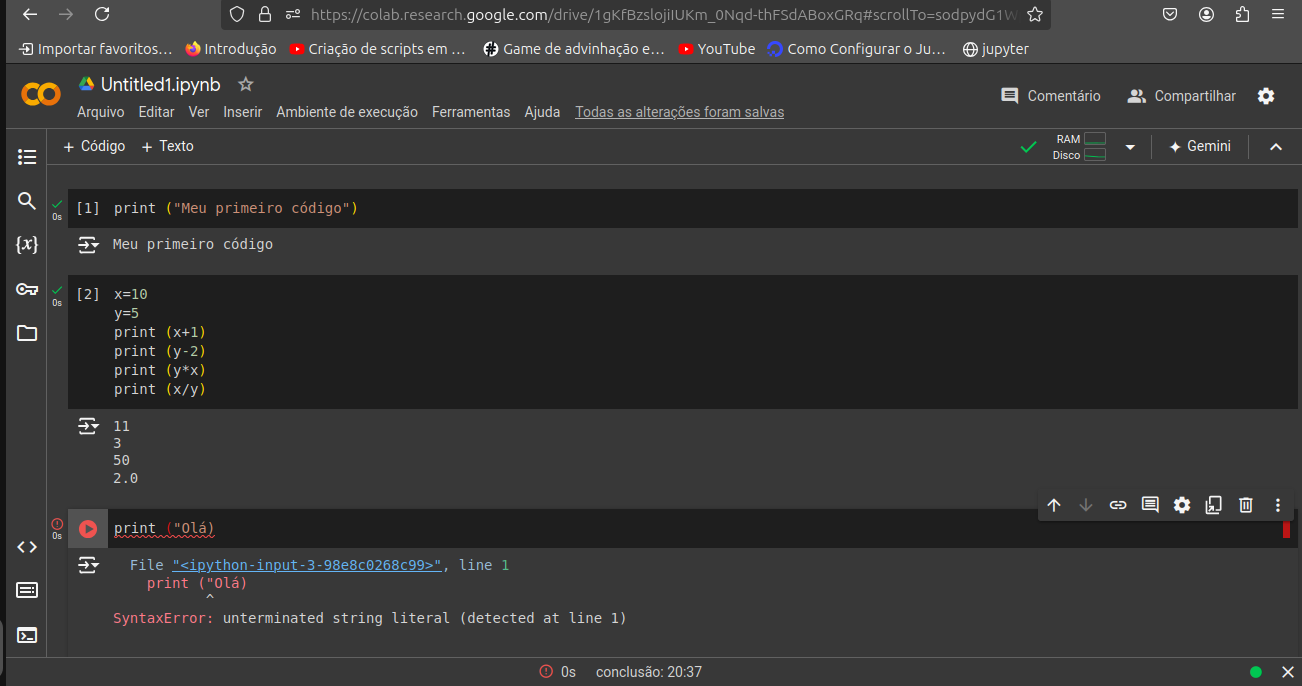 https://colab.research.google.com/drive/1gKfBzslojiIUKm_0Nqd-thFSdABoxGRq#scrollTo=sodpydG1W
Importar favoritos… Introdução Criação de scripts em … Game de advinhação e… YouTube Como Configurar o Ju… jupyter
Untitled1.ipynb
Arquivo Editar Ver Inserir Ambiente de execução Ferramentas Ajuda Todas as alterações foram salvas
Comentário Compartilhar
+ Código + Texto
RAM
Disco
Gemini
0s
[1] print ("Meu primeiro código")
Meu primeiro código
0s
[2] x=10
y=5
print (x+1)
print (y-2)
print (y*x)
print (x/y)
11
3
50
2.0
0s
print ("Olá)
File "<ipython-input-3-98e8c0268c99>", line 1
print ("Olá)
^
SyntaxError: unterminated string literal (detected at line 1)
0s conclusão: 20:37